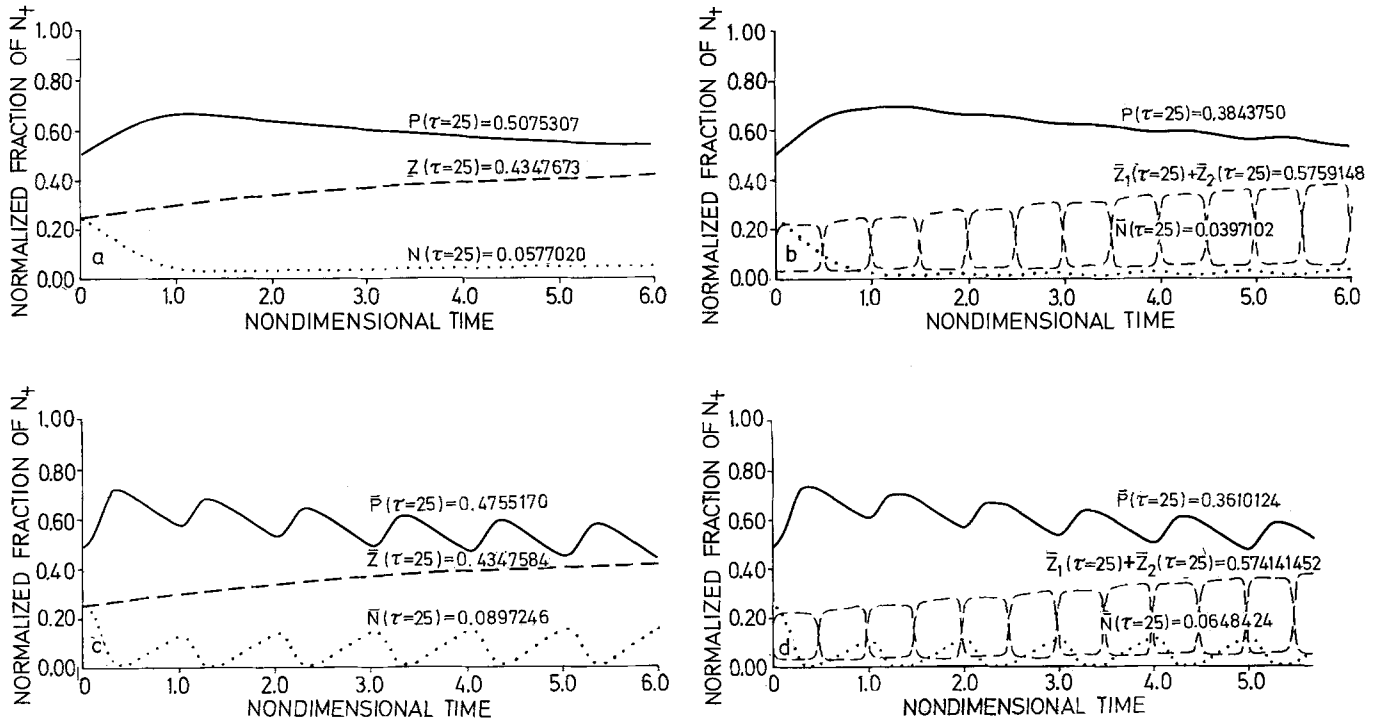 NORMALIZED FRACTION OF N₊
1.00
0.80
0.60
0.40
0.20
0.00
a
P(τ=25)=0.5075307
Z(τ=25)=0.4347673
N(τ=25)=0.0577020
0 1.0 2.0 3.0 4.0 5.0 6.0
NONDIMENSIONAL TIME
NORMALIZED FRACTION OF N₊
1.00
0.80
0.60
0.40
0.20
0.00
b
P(τ=25)=0.3843750
Z̄₁(τ=25)+Z̄₂(τ=25)=0.5759148
N̄(τ=25)=0.0397102
0 1.0 2.0 3.0 4.0 5.0 6.0
NONDIMENSIONAL TIME
NORMALIZED FRACTION OF N₊
1.00
0.80
0.60
0.40
0.20
0.00
c
P̄(τ=25)=0.4755170
Z̄(τ=25)=0.4347584
N̄(τ=25)=0.0897246
0 1.0 2.0 3.0 4.0 5.0 6.0
NONDIMENSIONAL TIME
NORMALIZED FRACTION OF N₊
1.00
0.80
0.60
0.40
0.20
0.00
d
P̄(τ=25)=0.3610124
Z̄₁(τ=25)+Z̄₂(τ=25)=0.574141452
N̄(τ=25)=0.0648424
0 1.0 2.0 3.0 4.0 5.0
NONDIMENSIONAL TIME